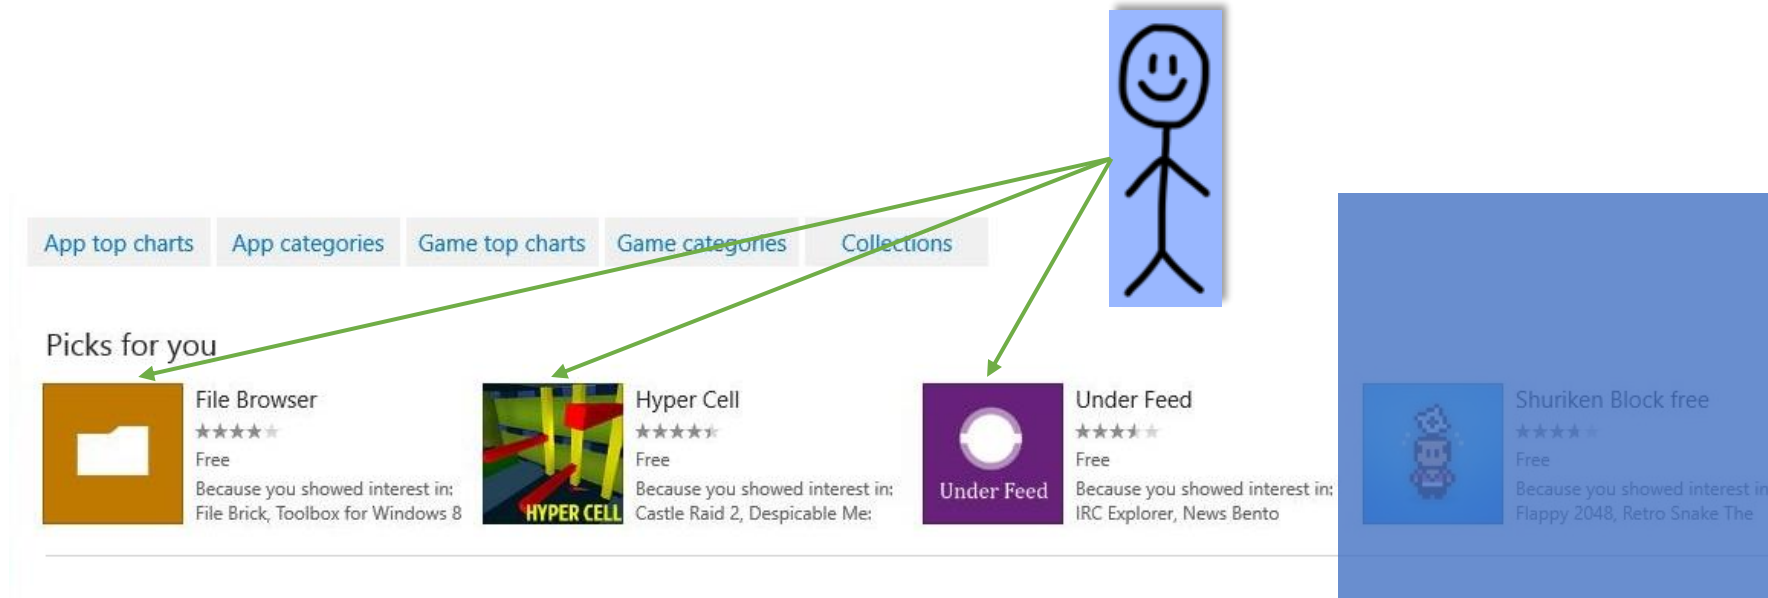 App top charts App categories Game top charts Game categories Collections
Picks for you
File Browser
Free
Because you showed interest in:
File Brick, Toolbox for Windows 8
HYPER CELL
Hyper Cell
Free
Because you showed interest in:
Castle Raid 2, Despicable Me:
Under Feed
Under Feed
Free
Because you showed interest in:
IRC Explorer, News Bento
Shuriken Block free
Free
Because you showed interest in
Flappy 2048, Retro Snake The